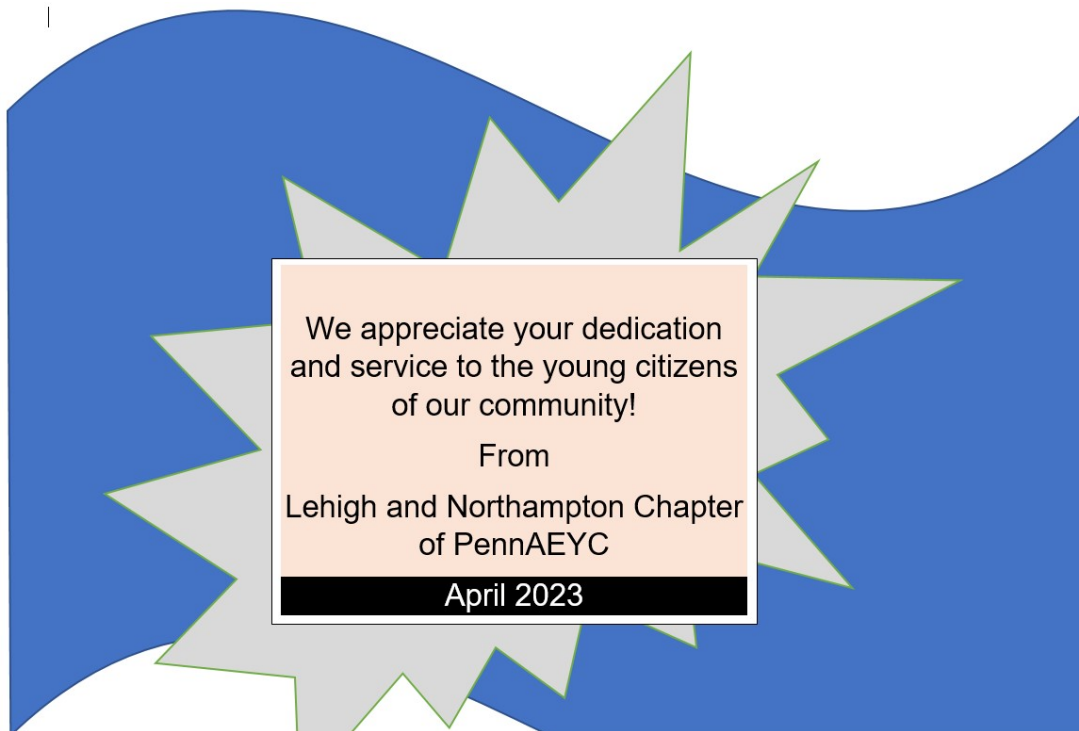 We appreciate your dedication
and service to the young citizens
of our community!
From
Lehigh and Northampton Chapter
of PennAEYC
April 2023